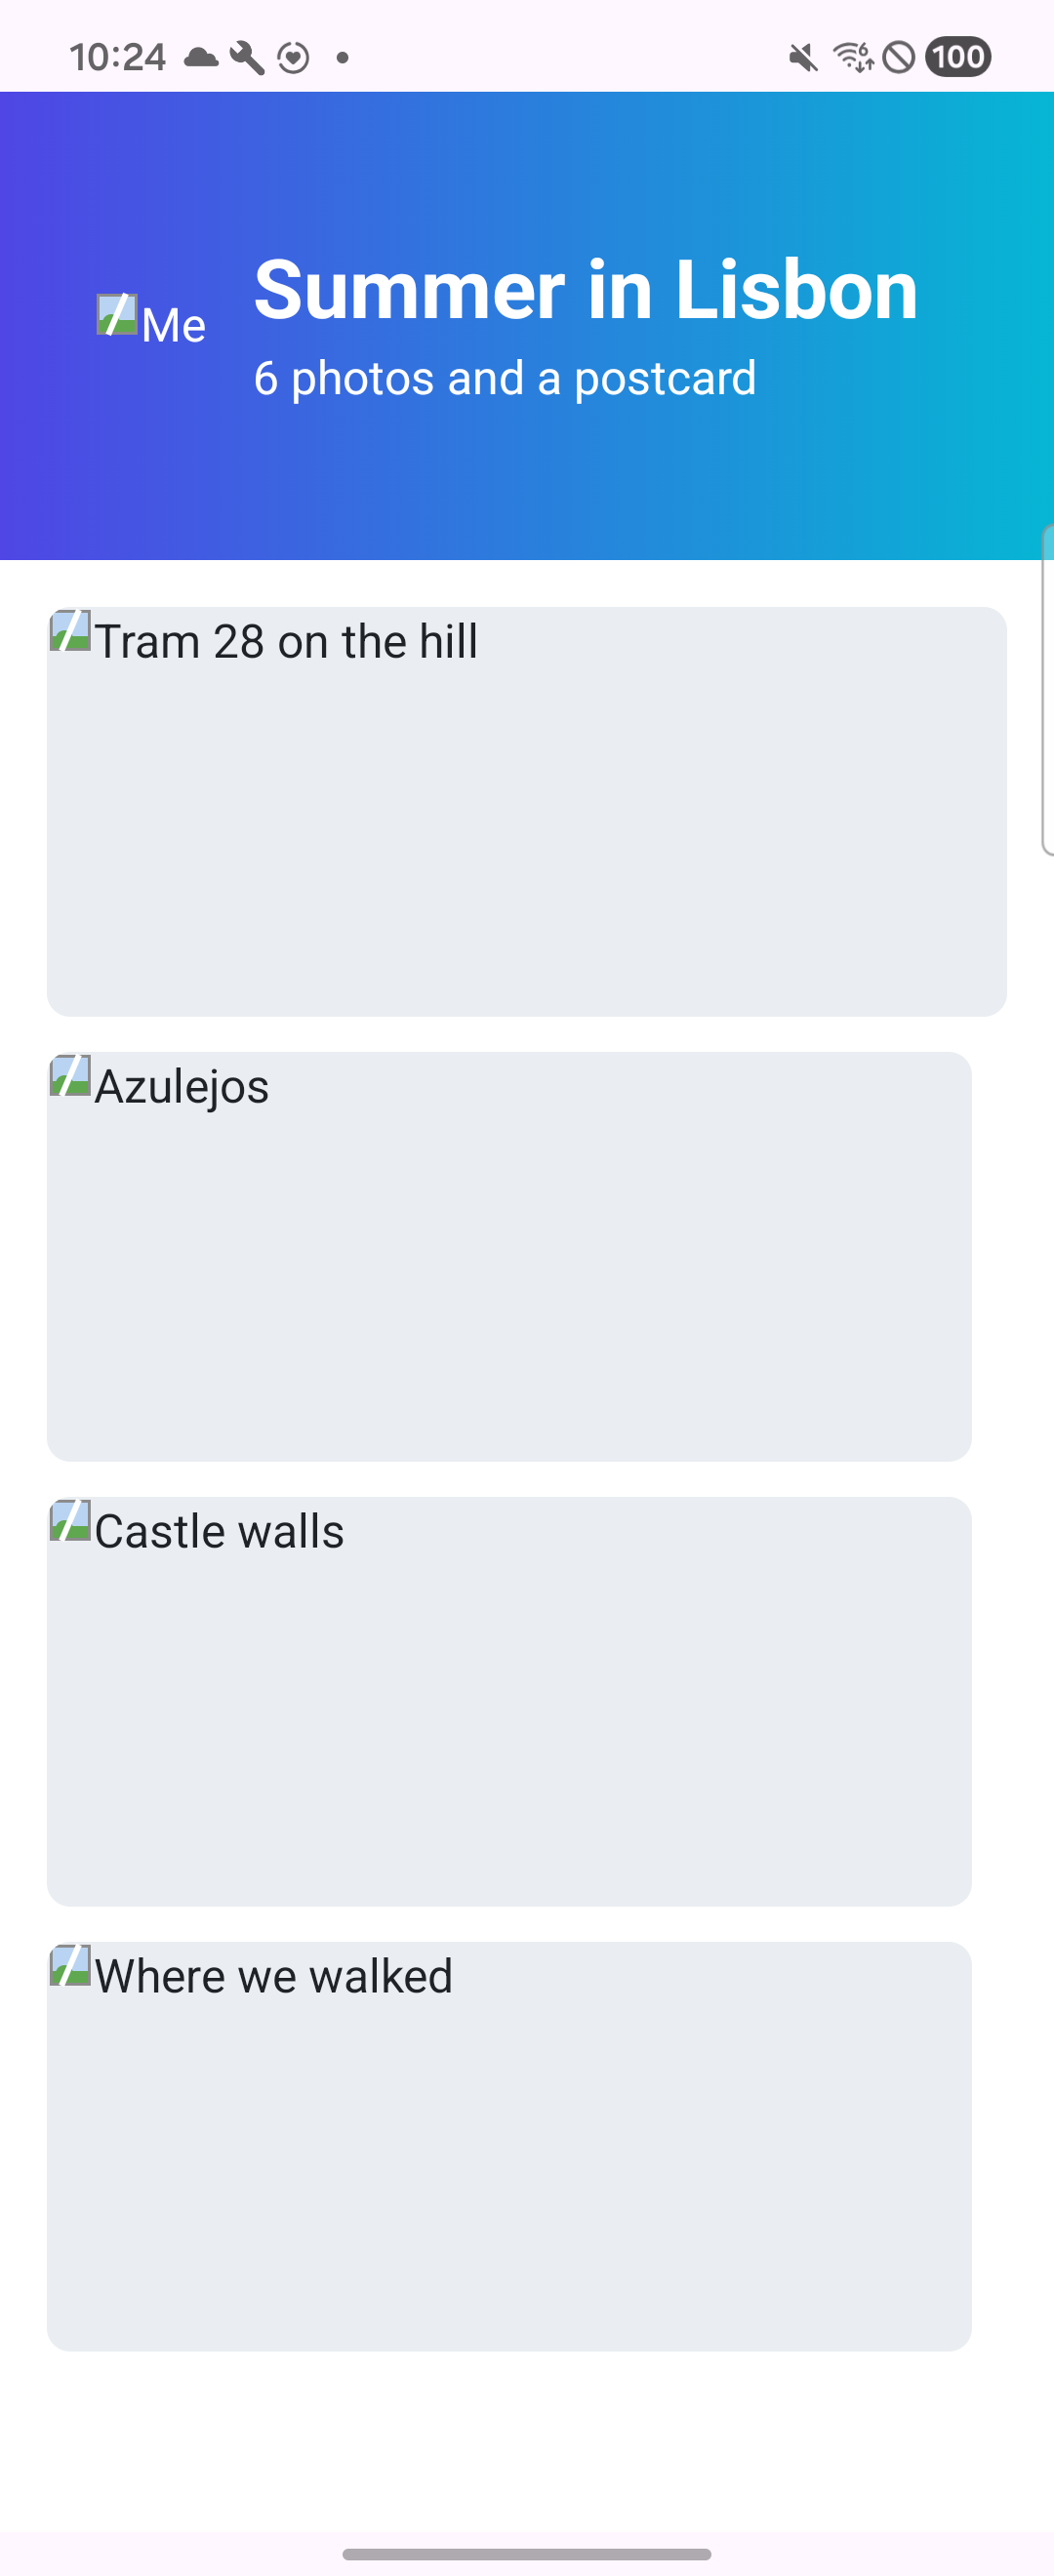 10:24
6
100
Me
Summer in Lisbon
6 photos and a postcard
Tram 28 on the hill
Azulejos
Castle walls
Where we walked